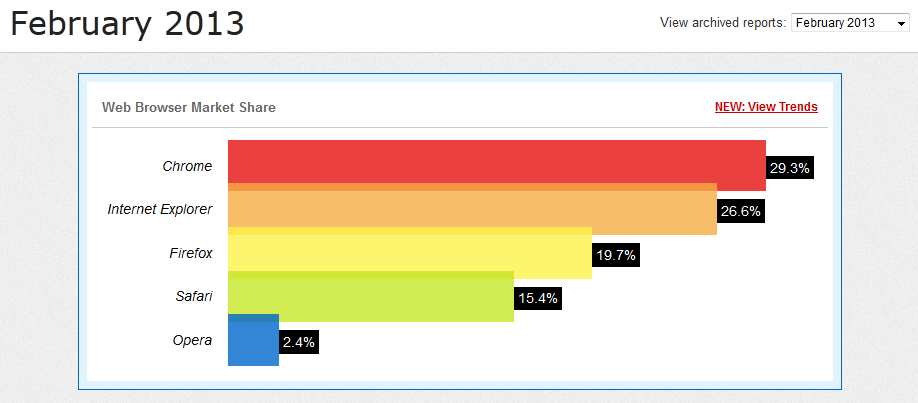 February 2013
View archived reports: February 2013
Web Browser Market Share
NEW: View Trends
Chrome 29.3%
Internet Explorer 26.6%
Firefox 19.7%
Safari 15.4%
Opera 2.4%